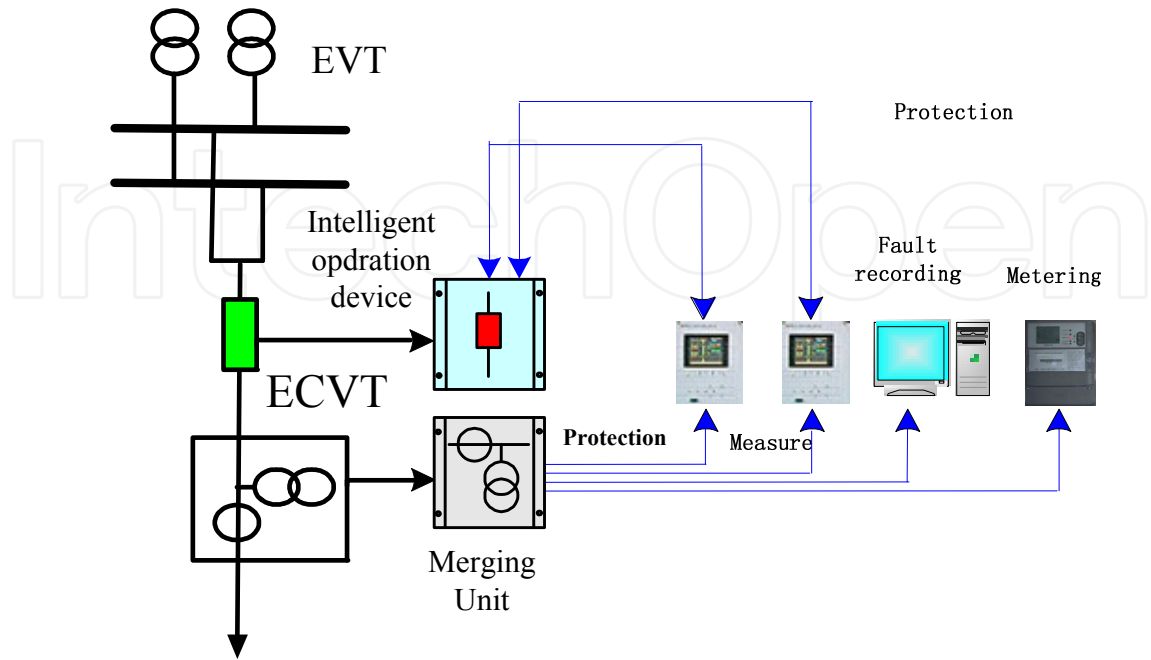 EVT
Protection
IntechOpen
Intelligent
opdration
device
Fault
recording
Metering
ECVT
Protection
Measure
Merging
Unit